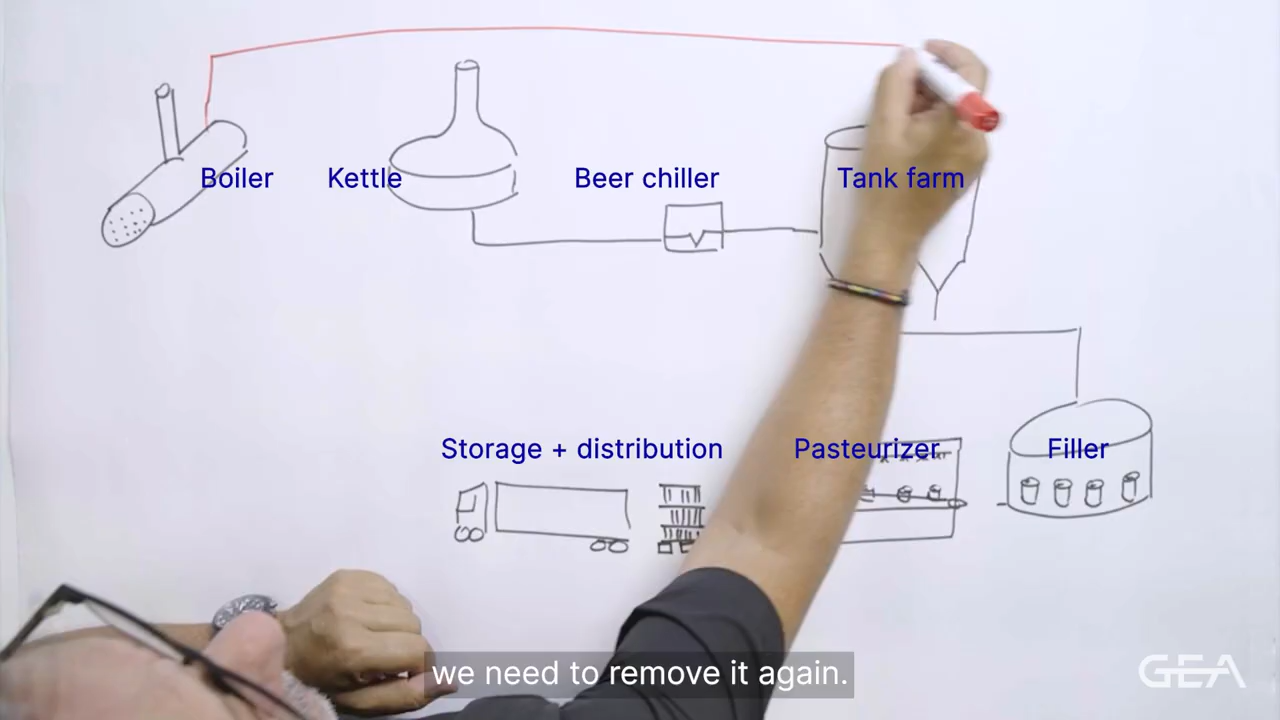 Boiler
Kettle
Beer chiller
Tank farm
Storage + distribution
Pasteurizer
Filler
we need to remove it again.
GEA